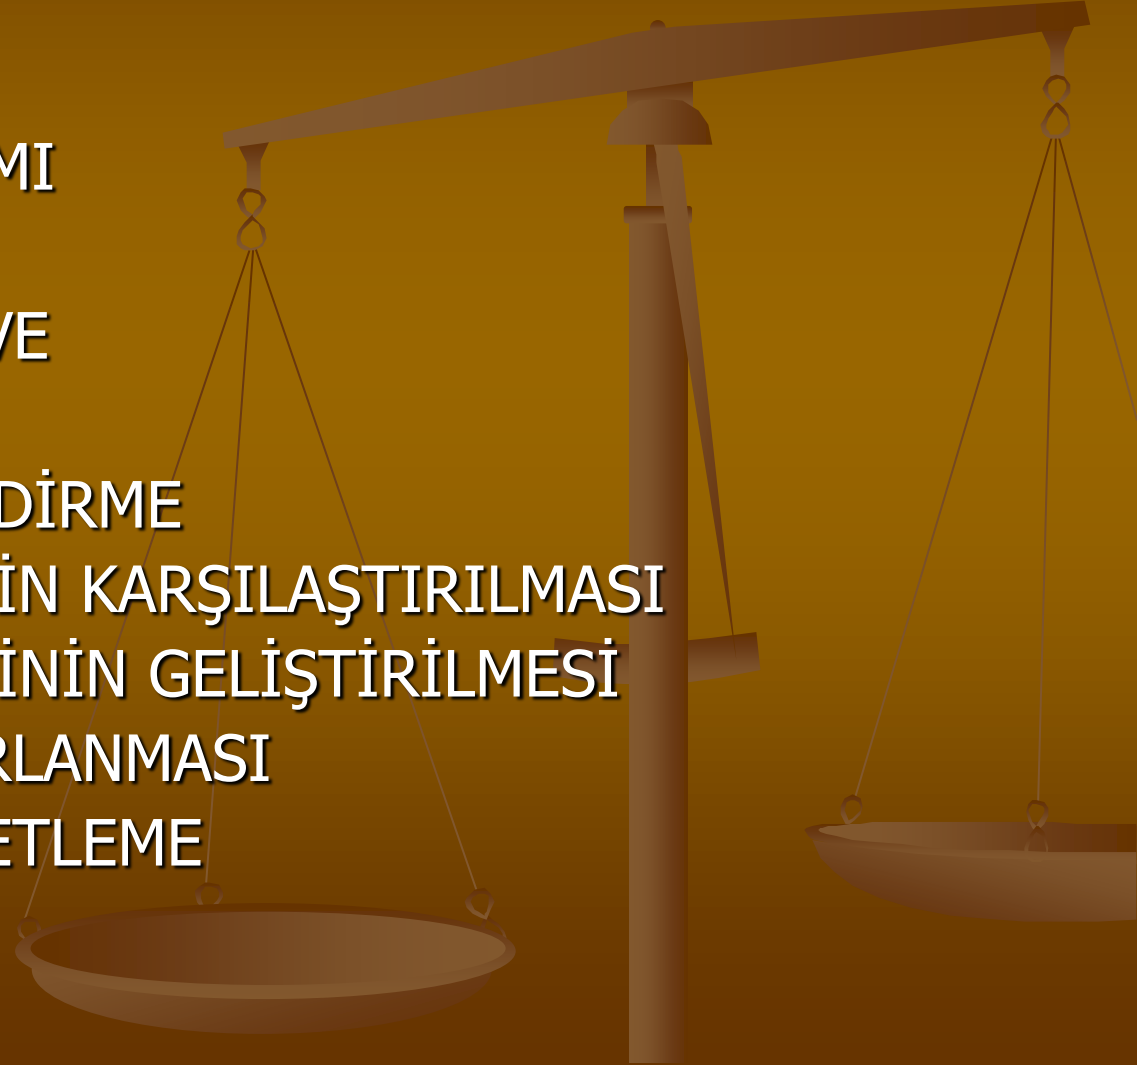 MI
VE
DİRME
İN KARŞILAŞTIRILMASI
İNİN GELİŞTİRİLMESİ
RLANMASI
ETLEME